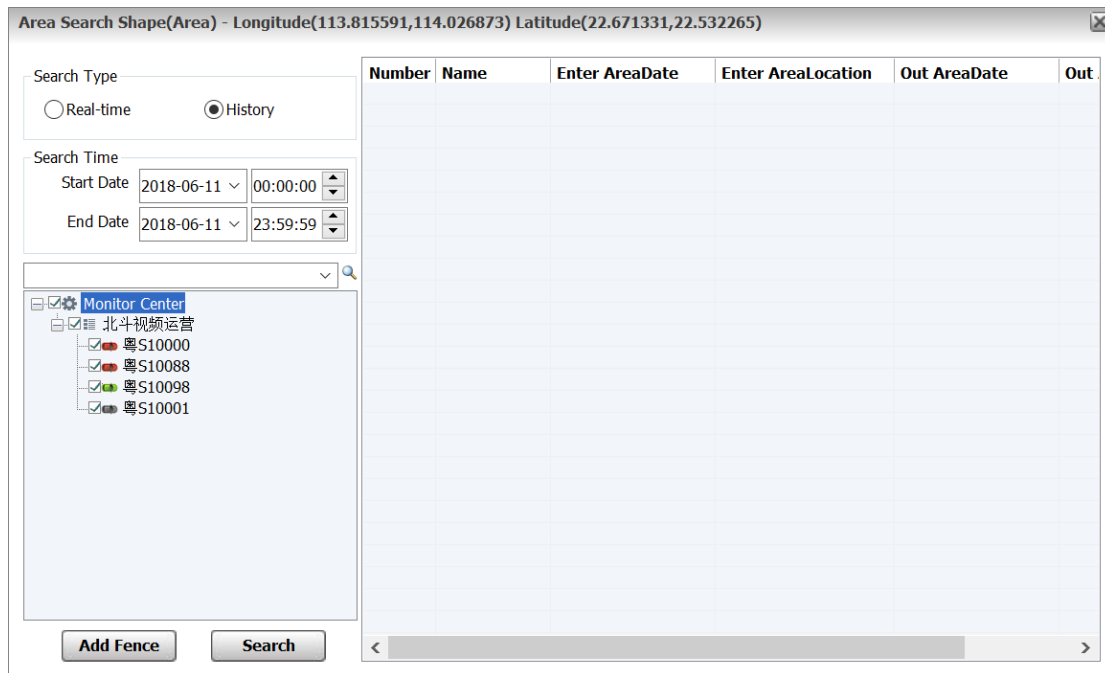 Area Search Shape(Area) - Longitude(113.815591,114.026873) Latitude(22.671331,22.532265)
Search Type
Real-time History
Search Time
Start Date 2018-06-11 00:00:00
End Date 2018-06-11 23:59:59
Monitor Center
北斗视频运营
粤S10000
粤S10088
粤S10098
粤S10001
Add Fence Search
Number Name Enter AreaDate Enter AreaLocation Out AreaDate Out